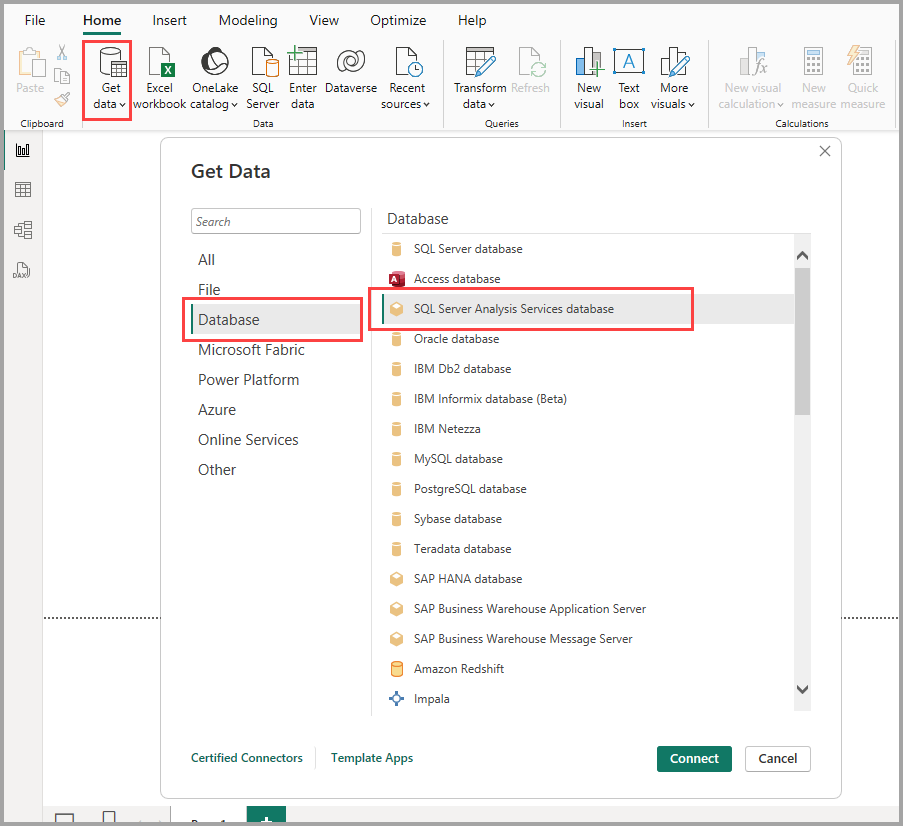 File Home Insert Modeling View Optimize Help
Paste
Get data
Excel workbook
OneLake catalog
SQL Server
Enter data
Dataverse
Recent sources
Transform data
Refresh
New visual
Text box
A
More visuals
New visual calculation
New measure
Quick measure
Clipboard Data Queries Insert Calculations
DAX
Get Data
Search
All
File
Database
Microsoft Fabric
Power Platform
Azure
Online Services
Other
Database
SQL Server database
Access database
SQL Server Analysis Services database
Oracle database
IBM Db2 database
IBM Informix database (Beta)
IBM Netezza
MySQL database
PostgreSQL database
Sybase database
Teradata database
SAP HANA database
SAP Business Warehouse Application Server
SAP Business Warehouse Message Server
Amazon Redshift
Impala
Certified Connectors Template Apps
Connect Cancel